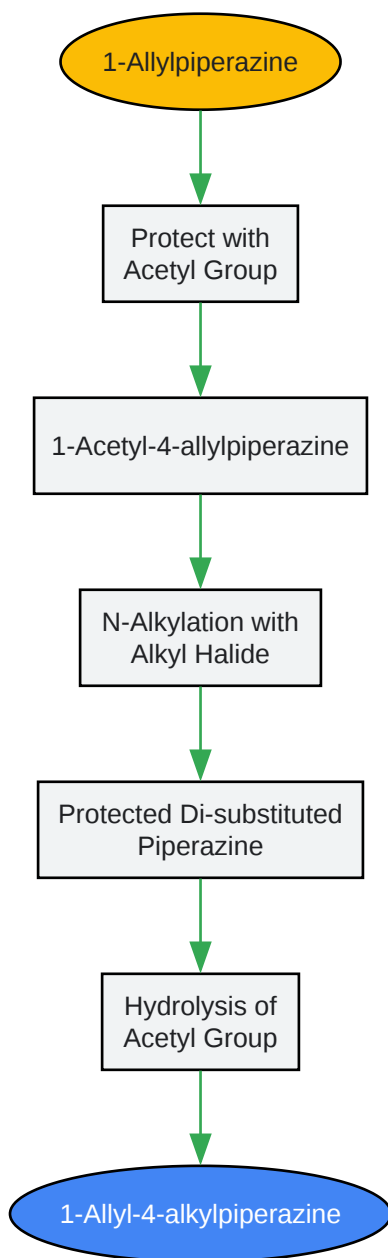 1-Allylpiperazine
Protect with
Acetyl Group
1-Acetyl-4-allylpiperazine
N-Alkylation with
Alkyl Halide
Protected Di-substituted
Piperazine
Hydrolysis of
Acetyl Group
1-Allyl-4-alkylpiperazine